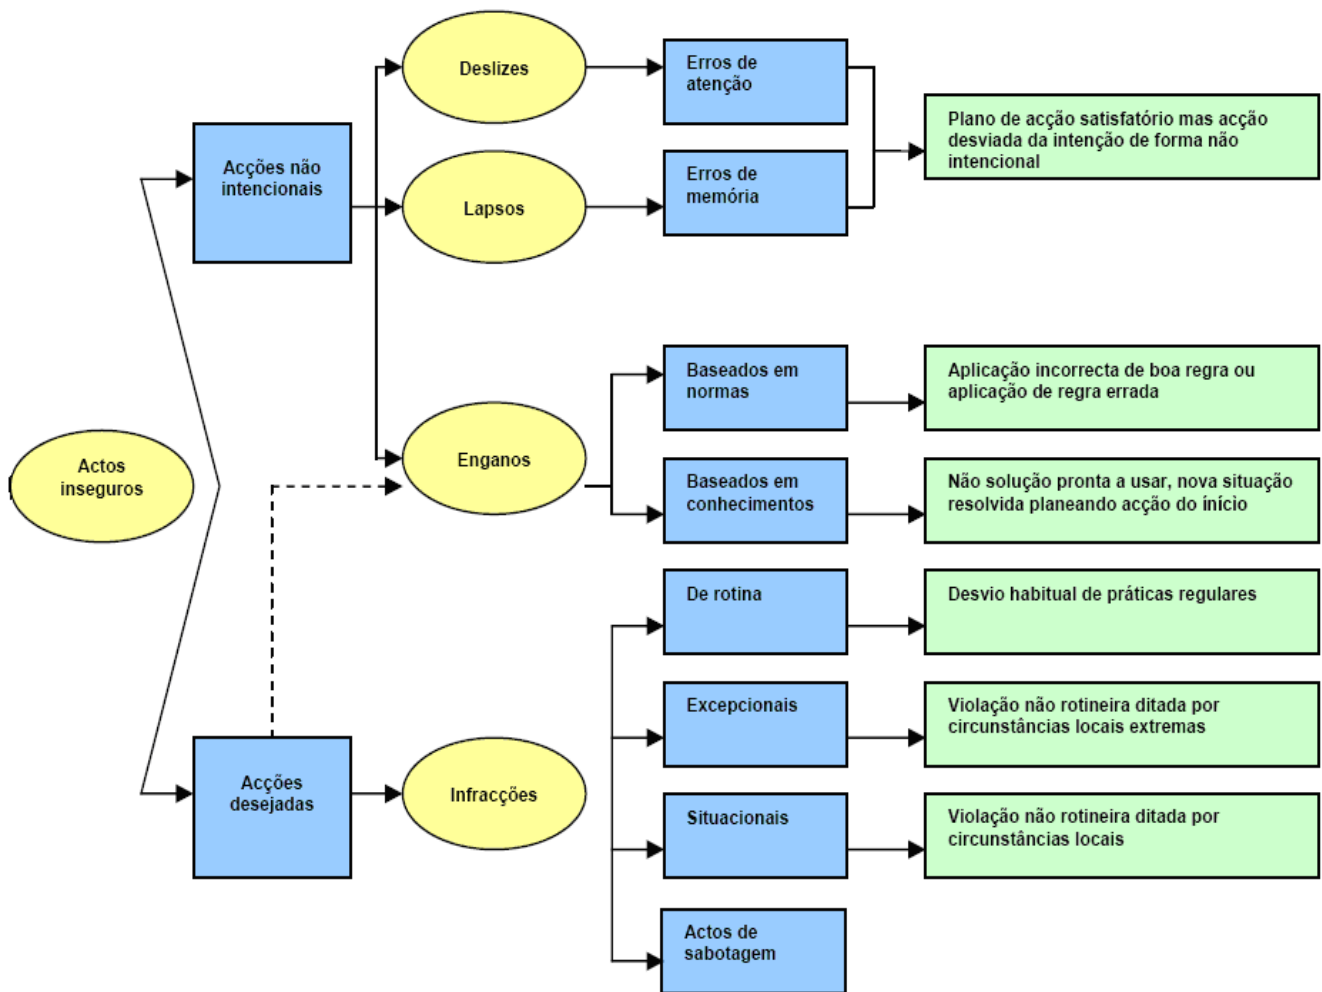 Deslizes
Erros de
atenção
Plano de acção satisfatório mas acção
desviada da intenção de forma não
intencional
Acções não
intencionais
Lapsos
Erros de
memória
Actos
inseguros
Enganos
Baseados em
normas
Aplicação incorrecta de boa regra ou
aplicação de regra errada
Baseados em
conhecimentos
Não solução pronta a usar, nova situação
resolvida planeando acção do início
De rotina
Desvio habitual de práticas regulares
Acções
desejadas
Infracções
Excepcionais
Violação não rotineira ditada por
circunstâncias locais extremas
Situacionais
Violação não rotineira ditada por
circunstâncias locais
Actos de
sabotagem